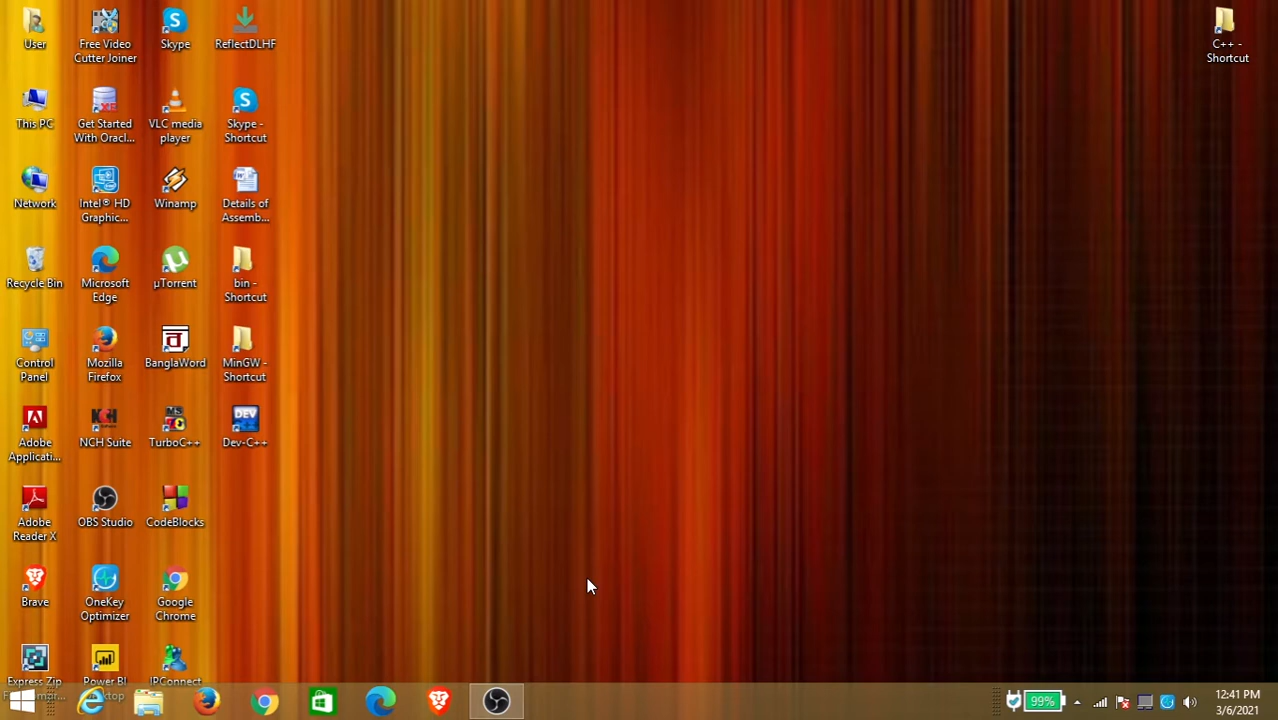 User
Free Video
Cutter Joiner
Skype
ReflectDLHF
C++ -
Shortcut
This PC
Get Started
With Oracl...
VLC media
player
Skype -
Shortcut
Network
Intel® HD
Graphic...
Winamp
Details of
Assemb...
Recycle Bin
Microsoft
Edge
µTorrent
bin -
Shortcut
Control
Panel
Mozilla
Firefox
BanglaWord
MinGW -
Shortcut
Adobe
Applicati...
NCH Suite
TurboC++
DEV
Dev-C++
Adobe
Reader X
OBS Studio
CodeBlocks
Brave
OneKey
Optimizer
Google
Chrome
Express Zip
Power BI
IPConnect
99%
12:41 PM
3/6/2021